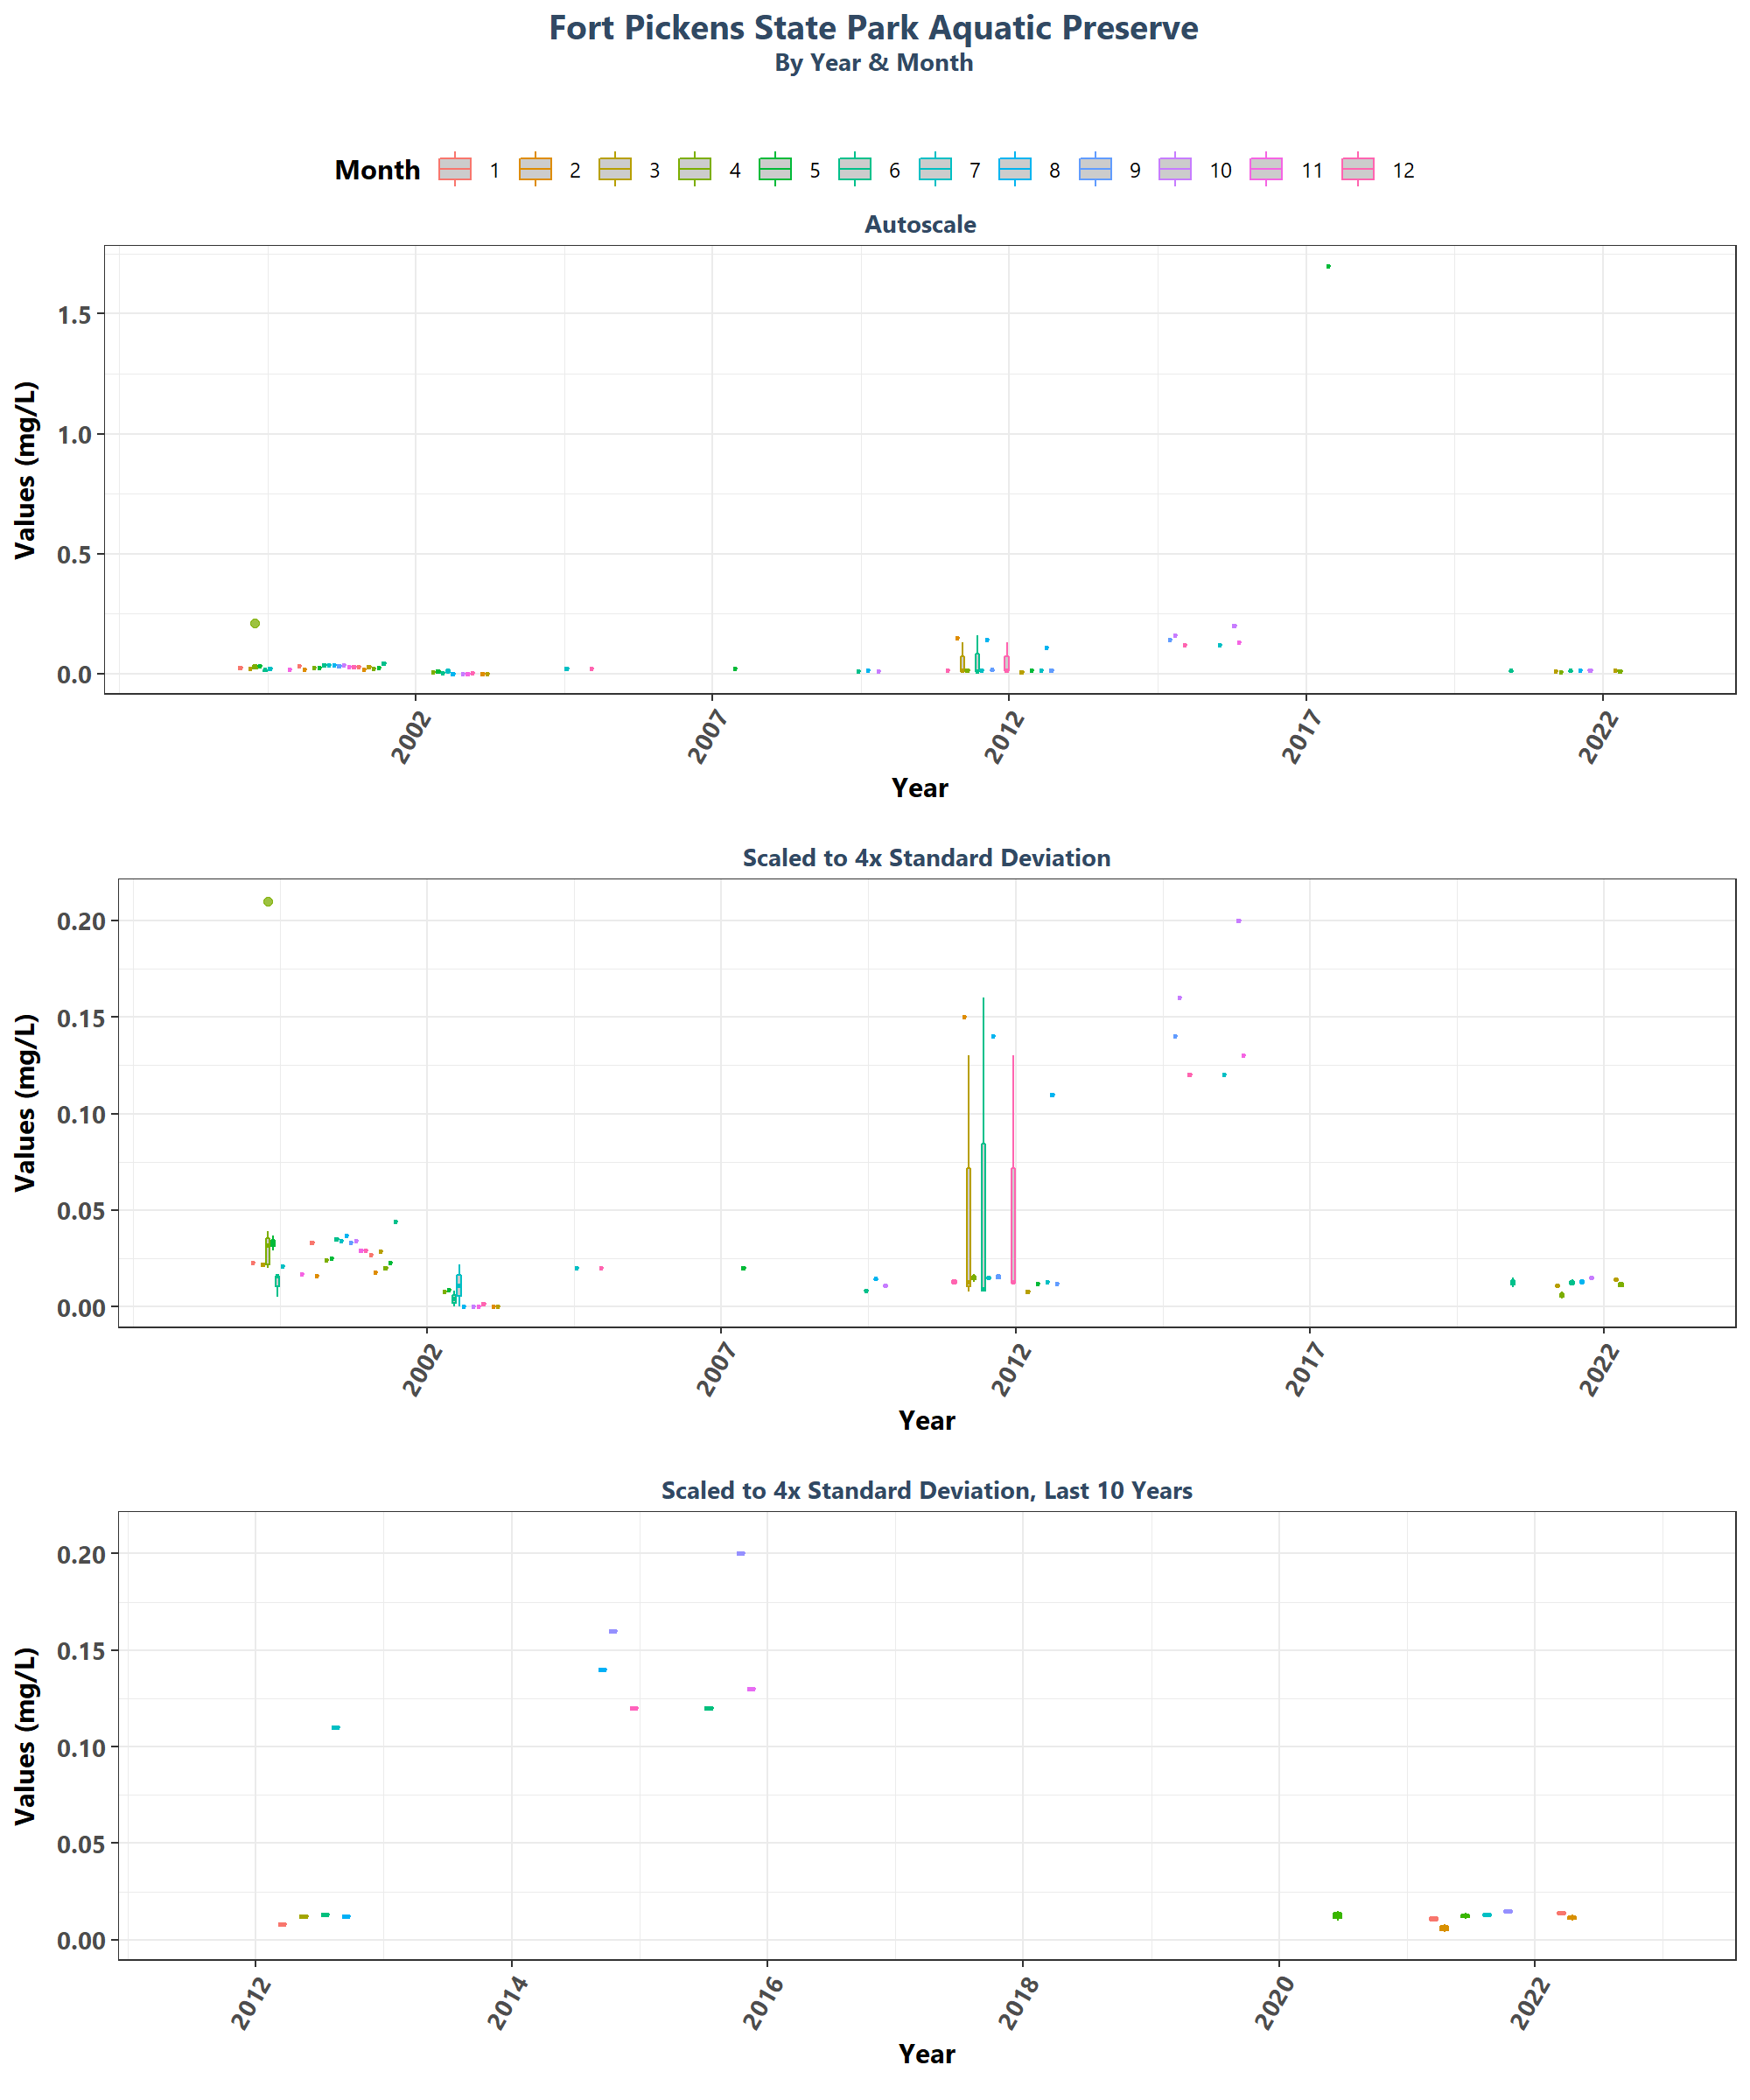 Fort Pickens State Park Aquatic Preserve
By Year & Month
Month 1 2 3 4 5 6 7 8 9 10 11 12
Autoscale
Values (mg/L)
1.5
1.0
0.5
0.0
2002 2007 2012 2017 2022
Year
Scaled to 4x Standard Deviation
Values (mg/L)
0.20
0.15
0.10
0.05
0.00
2002 2007 2012 2017 2022
Year
Scaled to 4x Standard Deviation, Last 10 Years
Values (mg/L)
0.20
0.15
0.10
0.05
0.00
2012 2014 2016 2018 2020 2022
Year